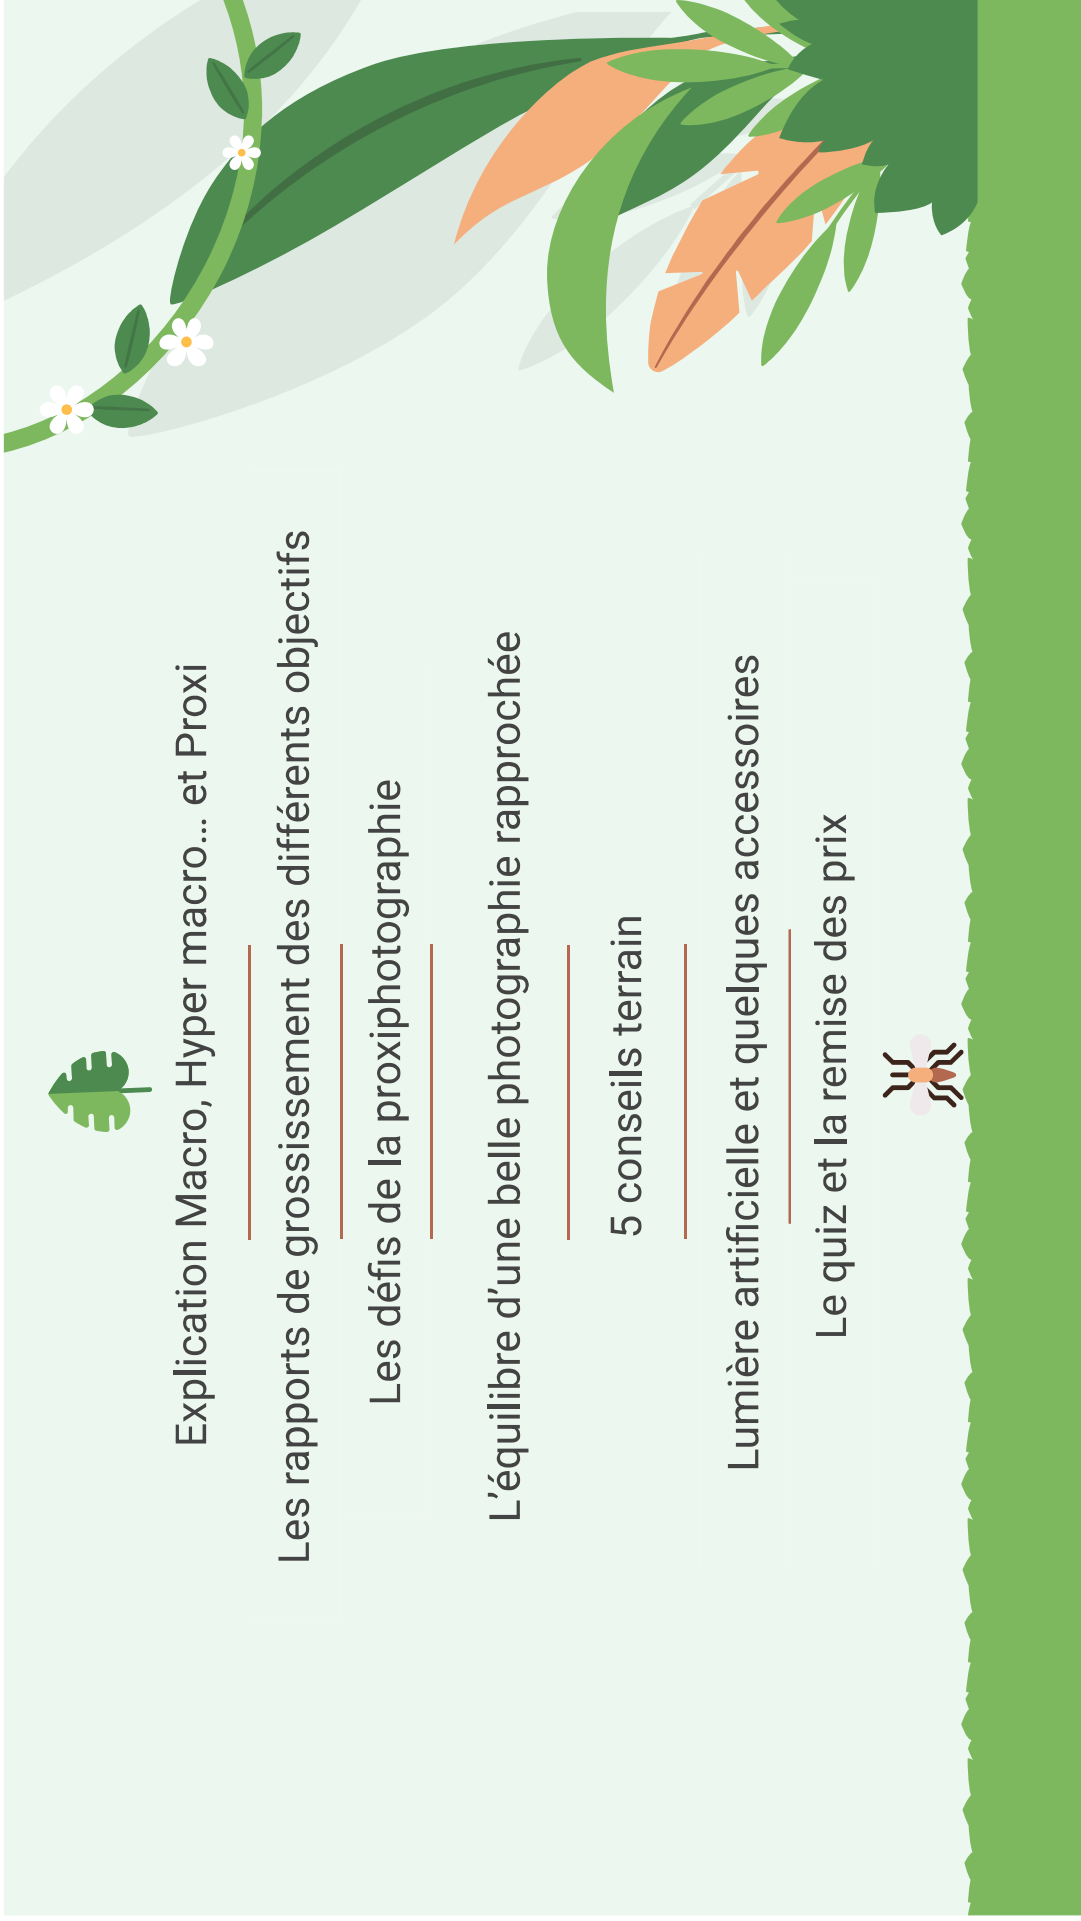 Explication Macro, Hyper macro... et Proxi
Les rapports de grossissement des différents objectifs
Les défis de la proxiphotographie
L’équilibre d’une belle photographie rapprochée
5 conseils terrain
Lumière artificielle et quelques accessoires
Le quiz et la remise des prix